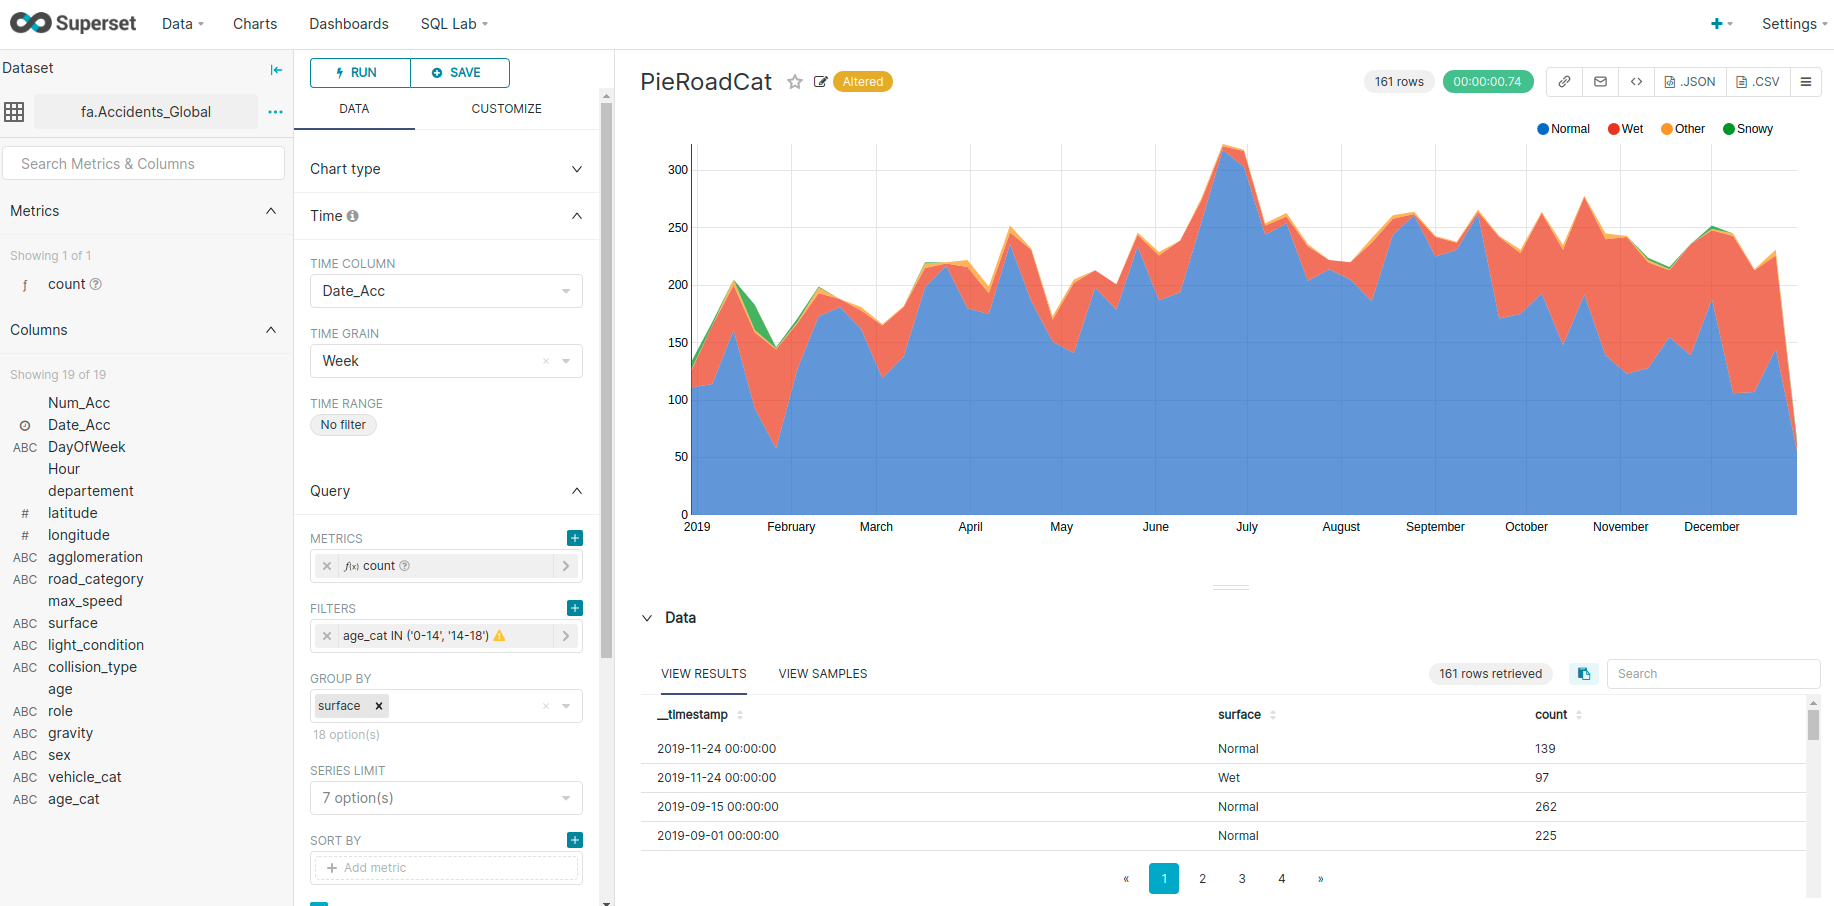 Superset Data Charts Dashboards SQL Lab + Settings
Dataset
fa.Accidents_Global
Search Metrics & Columns
Metrics
Showing 1 of 1
ƒ count ?
Columns
Showing 19 of 19
Num_Acc
Date_Acc
ABC DayOfWeek
Hour
departement
# latitude
# longitude
ABC agglomeration
ABC road_category
max_speed
ABC surface
ABC light_condition
ABC collision_type
age
ABC role
ABC gravity
ABC sex
ABC vehicle_cat
ABC age_cat
RUN SAVE
DATA CUSTOMIZE
Chart type
Time i
TIME COLUMN
Date_Acc
TIME GRAIN
Week ×
TIME RANGE
No filter
Query
METRICS +
× ƒ(x) count ?
FILTERS +
× age_cat IN ('0-14', '14-18')
GROUP BY
surface × ×
18 option(s)
SERIES LIMIT
7 option(s)
SORT BY +
+ Add metric
PieRoadCat Altered 161 rows 00:00:00.74 .JSON .CSV
Normal Wet Other Snowy
300
250
200
150
100
50
0
2019 February March April May June July August September October November December
Data
VIEW RESULTS VIEW SAMPLES 161 rows retrieved Search
__timestamp surface count
2019-11-24 00:00:00 Normal 139
2019-11-24 00:00:00 Wet 97
2019-09-15 00:00:00 Normal 262
2019-09-01 00:00:00 Normal 225
« 1 2 3 4 »